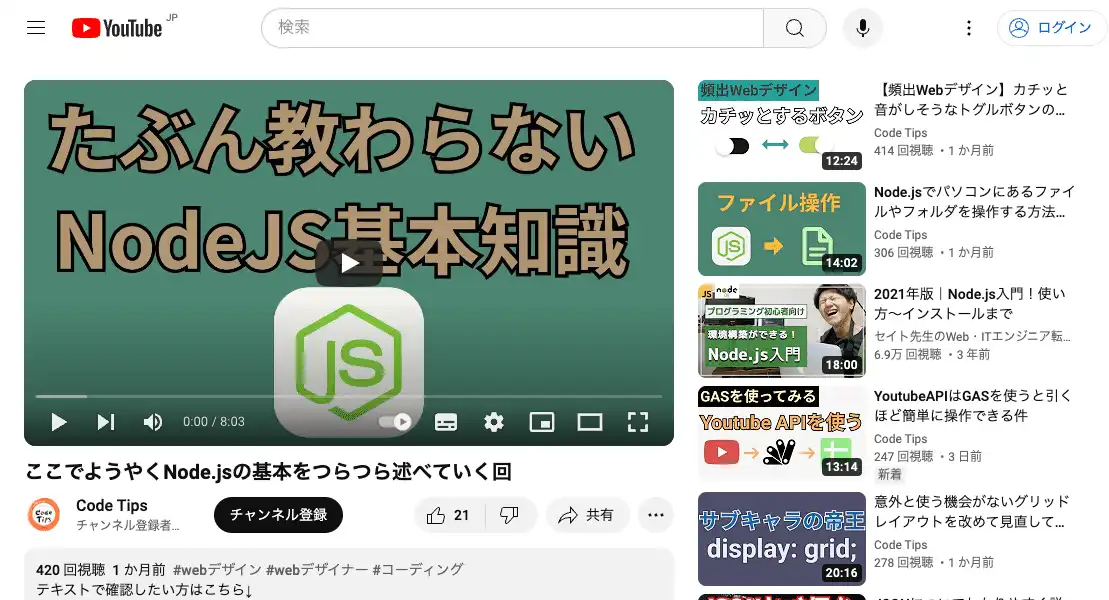 YouTube JP
検索
ログイン
たぶん教わらない
NodeJS基本知識
JS
0:00 / 8:03
ここでようやくNode.jsの基本をつらつら述べていく回
Code Tips
Code Tips
チャンネル登録者...
チャンネル登録
21
共有
420 回視聴 1 か月前 #webデザイン #webデザイナー #コーディング
テキストで確認したい方はこちら↓
頻出Webデザイン
カチッとするボタン
12:24
【頻出Webデザイン】カチッと
音がしそうなトグルボタンの...
Code Tips
414 回視聴 ・1 か月前
ファイル操作
JS
14:02
Node.jsでパソコンにあるファイ
ルやフォルダを操作する方法...
Code Tips
306 回視聴 ・1 か月前
JS node
プログラミング初心者向け
環境構築ができる！
Node.js入門
18:00
2021年版｜Node.js入門！使い
方〜インストールまで
セイト先生のWeb・ITエンジニア転...
6.9万 回視聴 ・3 年前
GASを使ってみる
Youtube APIを使う
13:14
YoutubeAPIはGASを使うと引く
ほど簡単に操作できる件
Code Tips
247 回視聴 ・3 日前
新着
サブキャラの帝王
display: grid;
20:16
意外と使う機会がないグリッド
レイアウトを改めて見直して...
Code Tips
278 回視聴 ・1 か月前